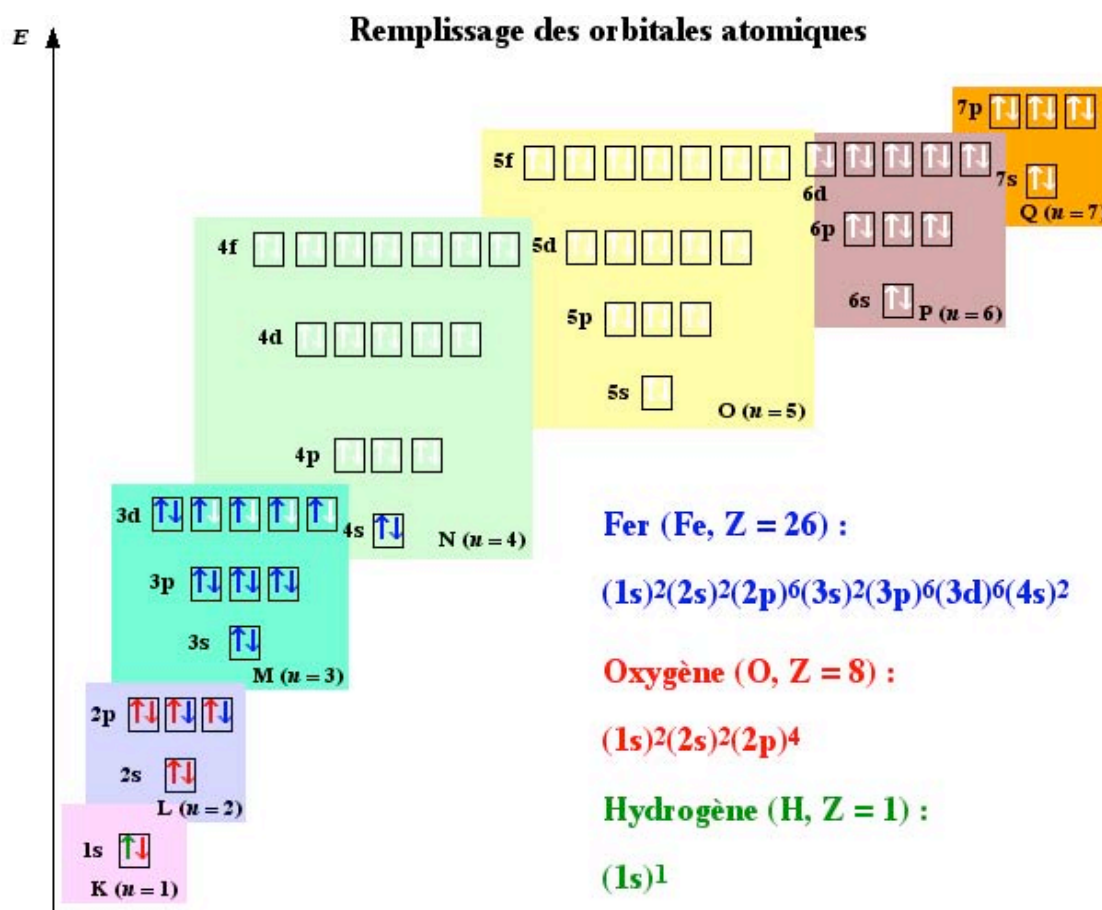 Remplissage des orbitales atomiques
E
7p
5f
6d
7s
Q (n = 7)
4f
5d
6p
6s
P (n = 6)
4d
5p
5s
O (n = 5)
4p
3d
4s
N (n = 4)
3p
3s
M (n = 3)
2p
2s
L (n = 2)
1s
K (n = 1)
Fer (Fe, Z = 26) :
(1s)²(2s)²(2p)⁶(3s)²(3p)⁶(3d)⁶(4s)²
Oxygène (O, Z = 8) :
(1s)²(2s)²(2p)⁴
Hydrogène (H, Z = 1) :
(1s)¹